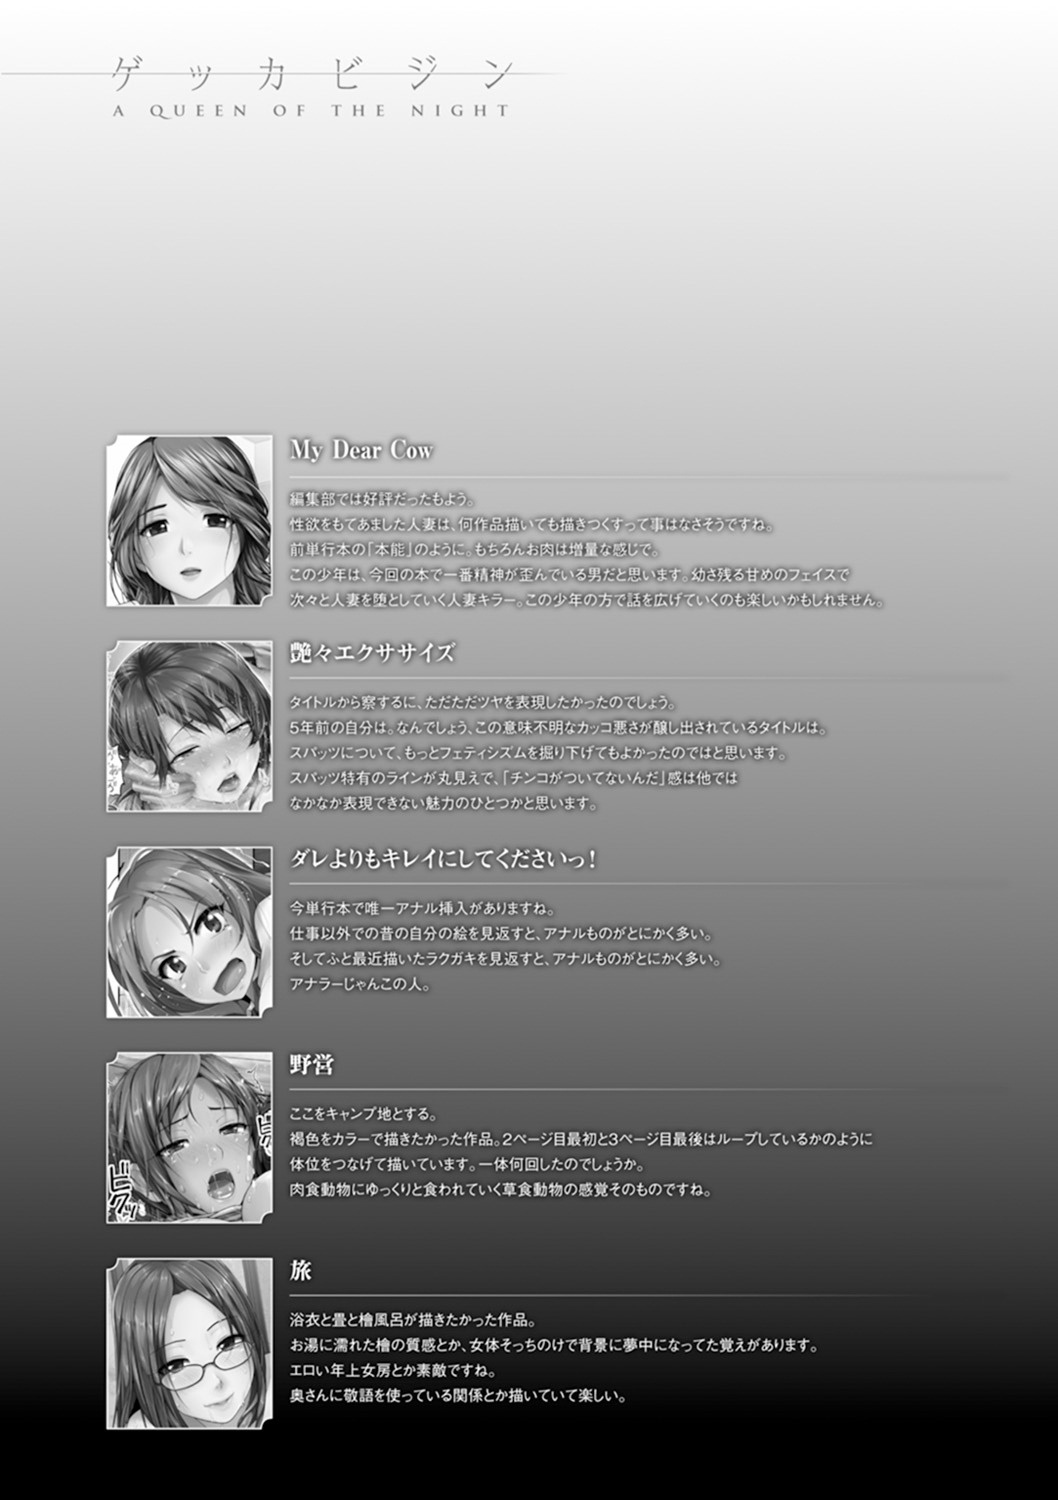 ゲッカビジン
A QUEEN OF THE NIGHT
My Dear Cow
編集部では好評だったもよう。
性欲をもてあました人妻は、何作品描いても描きつくすって事はなさそうですね。
前単行本の「本能」のように。もちろんお肉は増量な感じで。
この少年は、今回の本で一番精神が歪んでいる男だと思います。幼さ残る甘めのフェイスで
次々と人妻を堕としていく人妻キラー。この少年の方で話を広げていくのも楽しいかもしれません。
艶々エクササイズ
タイトルから察するに、ただただツヤを表現したかったのでしょう。
5年前の自分は。なんでしょう、この意味不明なカッコ悪さが醸し出されているタイトルは。
スパッツについて、もっとフェティシズムを掘り下げてもよかったのではと思います。
スパッツ特有のラインが丸見えで、「チンコがついてないんだ」感は他では
なかなか表現できない魅力のひとつかと思います。
ダレよりもキレイにしてくださいっ!
今単行本で唯一アナル挿入がありますね。
仕事以外での昔の自分の絵を見返すと、アナルものがとにかく多い。
そしてふと最近描いたラクガキを見返すと、アナルものがとにかく多い。
アナラーじゃんこの人。
野営
ここをキャンプ地とする。
褐色をカラーで描きたかった作品。2ページ目最初と3ページ目最後はループしているかのように
体位をつなげて描いています。一体何回したのでしょうか。
肉食動物にゆっくりと食われていく草食動物の感覚そのものですね。
ビクッ
旅
浴衣と畳と檜風呂が描きたかった作品。
お湯に濡れた檜の質感とか、女体そっちのけで背景に夢中になってた覚えがあります。
エロい年上女房とか素敵ですね。
奥さんに敬語を使っている関係とか描いていて楽しい。